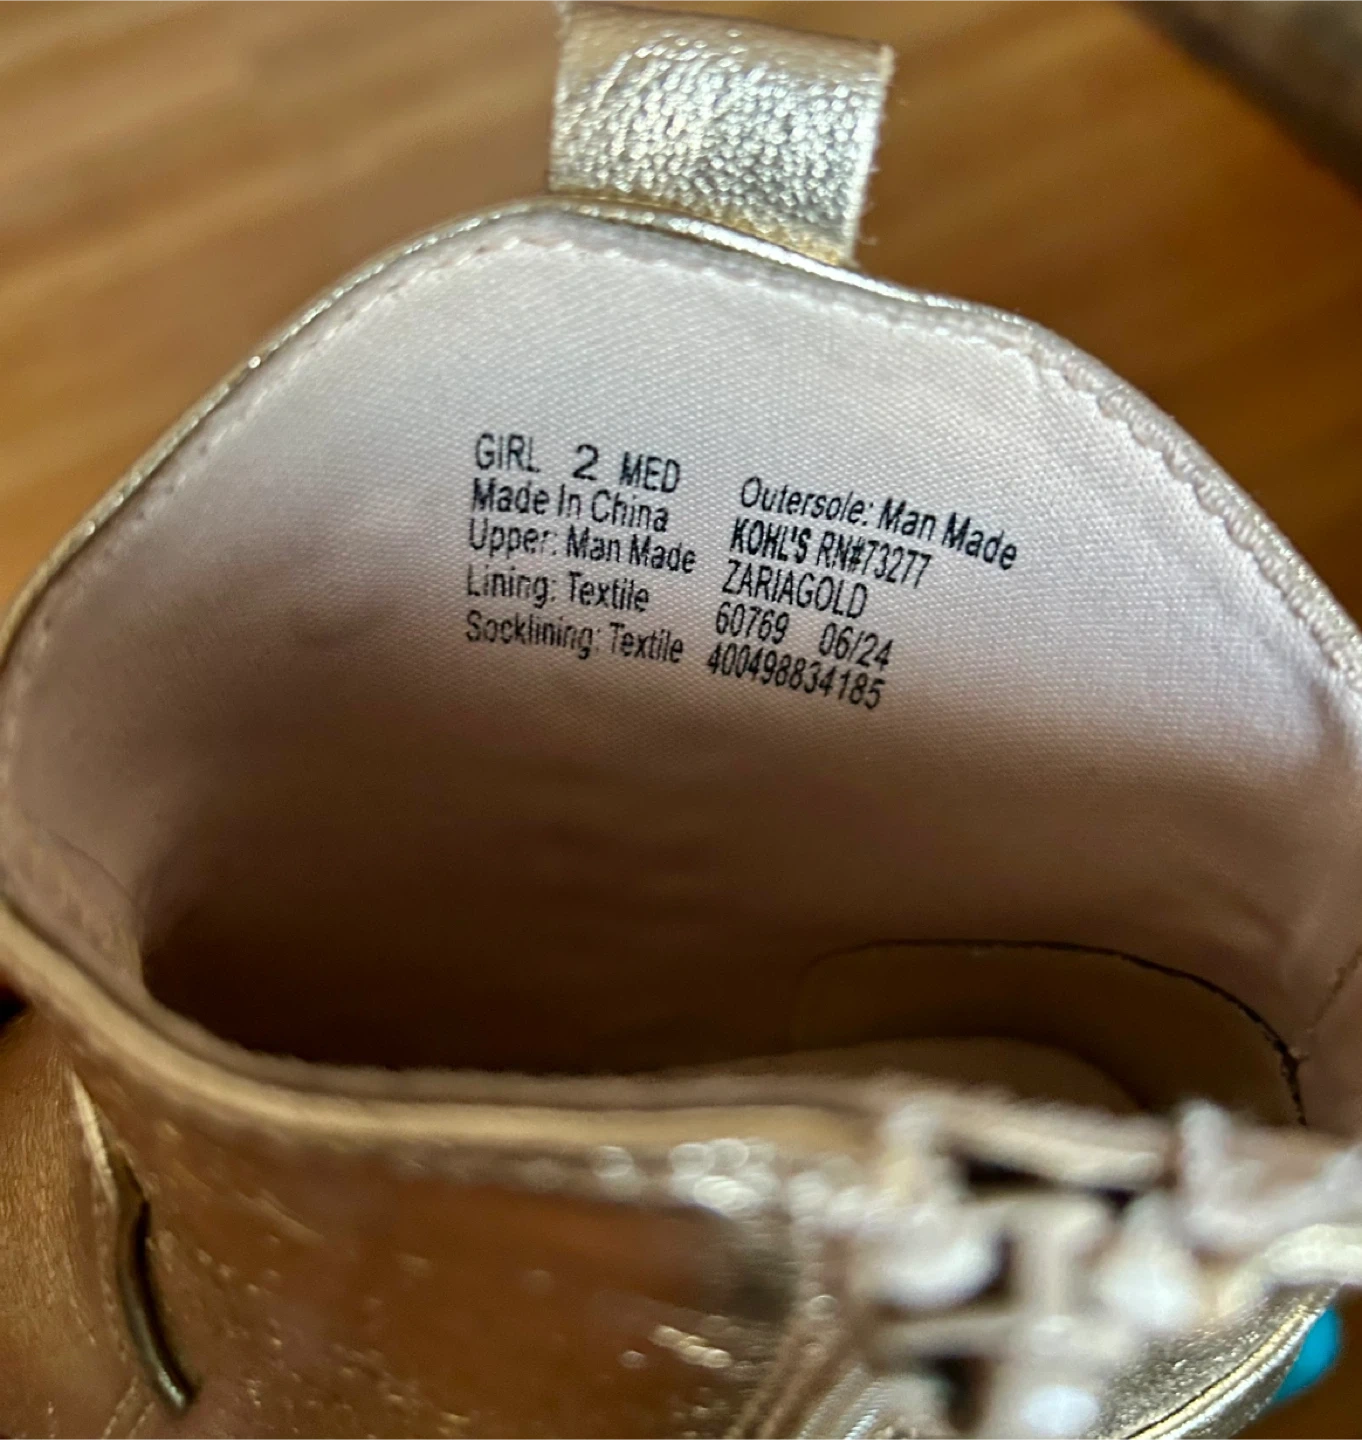 GIRL 2 MED
Made In China
Upper: Man Made
Lining: Textile
Socklining: Textile
Outersole: Man Made
KOHL'S RN#73277
ZARIAGOLD
60769 06/24
400498834185